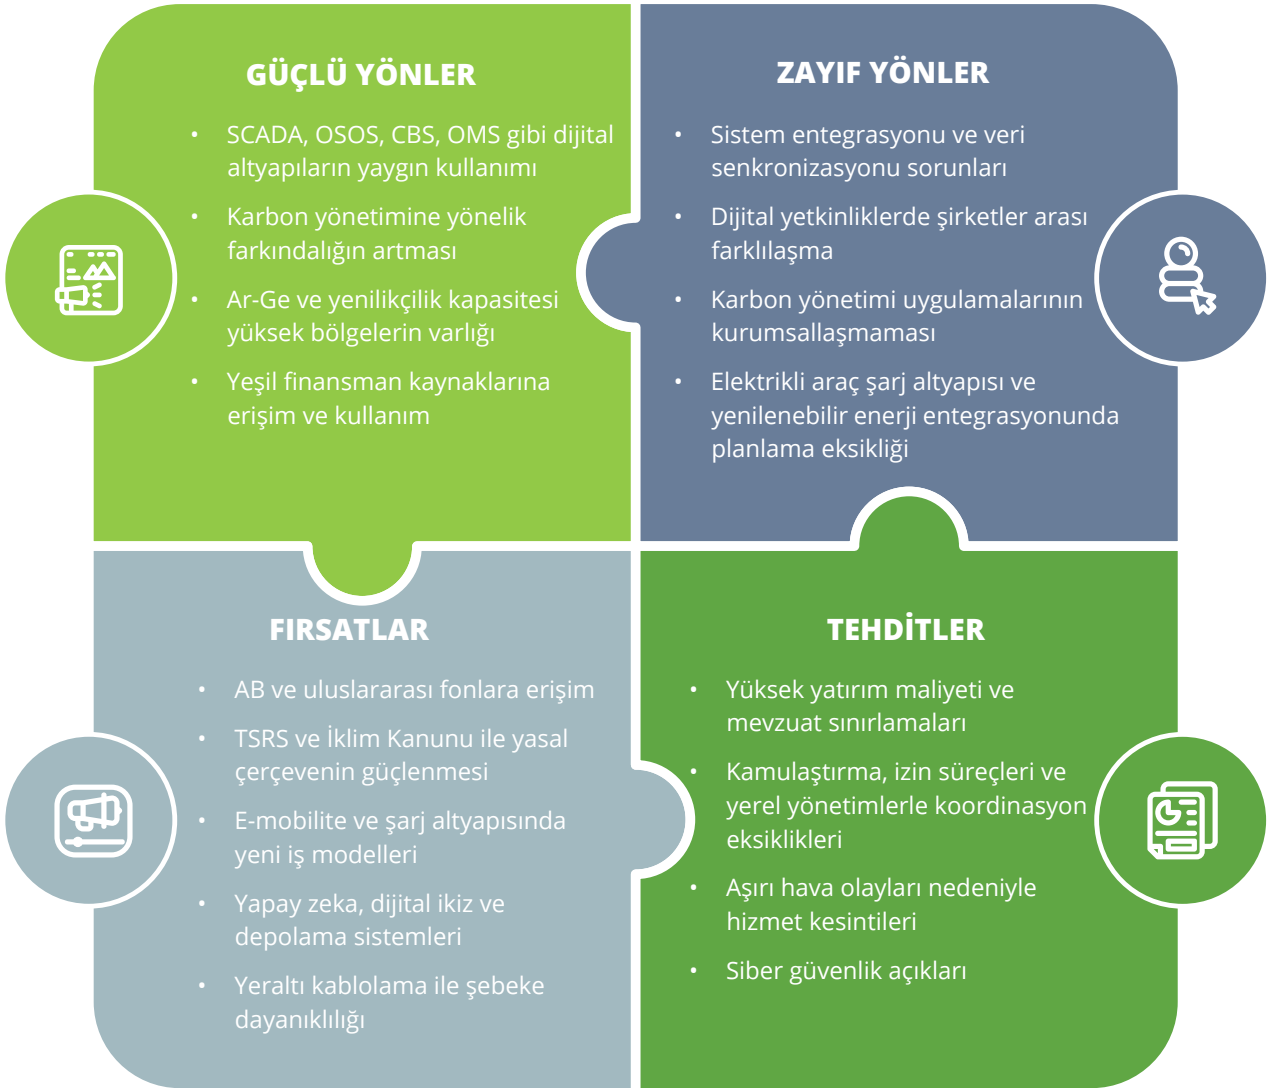 GÜÇLÜ YÖNLER
• SCADA, OSOS, CBS, OMS gibi dijital
altyapıların yaygın kullanımı
• Karbon yönetimine yönelik
farkındalığın artması
• Ar-Ge ve yenilikçilik kapasitesi
yüksek bölgelerin varlığı
• Yeşil finansman kaynaklarına
erişim ve kullanım
ZAYIF YÖNLER
• Sistem entegrasyonu ve veri
senkronizasyonu sorunları
• Dijital yetkinliklerde şirketler arası
farklılaşma
• Karbon yönetimi uygulamalarının
kurumsallaşmaması
• Elektrikli araç şarj altyapısı ve
yenilenebilir enerji entegrasyonunda
planlama eksikliği
FIRSATLAR
• AB ve uluslararası fonlara erişim
• TSRS ve İklim Kanunu ile yasal
çerçevenin güçlenmesi
• E-mobilite ve şarj altyapısında
yeni iş modelleri
• Yapay zeka, dijital ikiz ve
depolama sistemleri
• Yeraltı kablolama ile şebeke
dayanıklılığı
TEHDİTLER
• Yüksek yatırım maliyeti ve
mevzuat sınırlamaları
• Kamulaştırma, izin süreçleri ve
yerel yönetimlerle koordinasyon
eksiklikleri
• Aşırı hava olayları nedeniyle
hizmet kesintileri
• Siber güvenlik açıkları